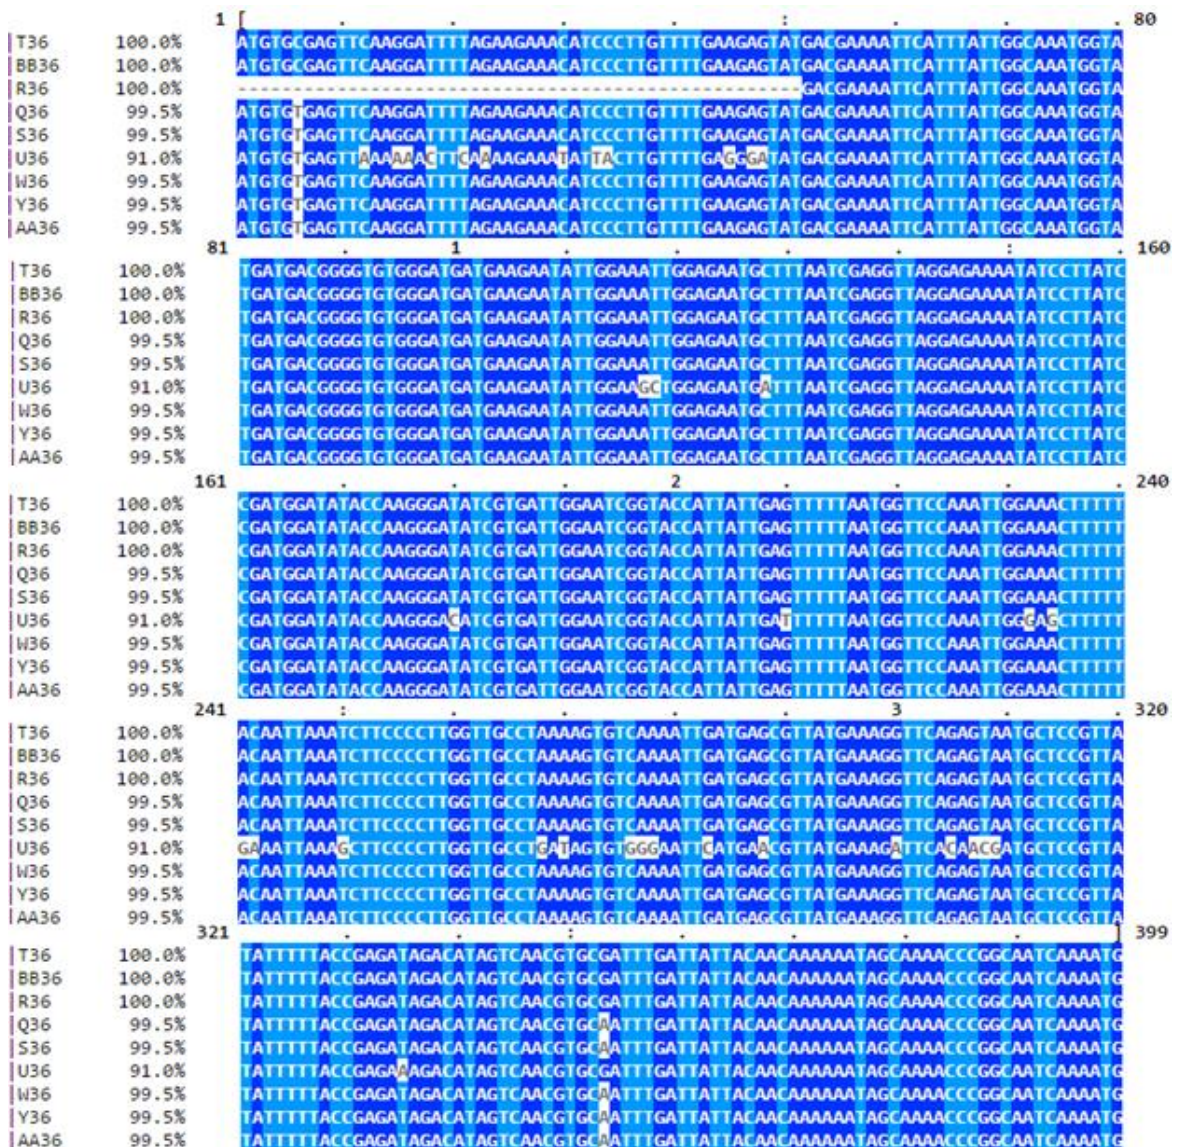 1 [ . . . . : . . . 80
T36 100.0% ATGTGCGAGTTCAAGGATTTTAGAAGAAACATCCCTTGTTTTGAAGAGTATGACGAAAATTCATTTATTGGCAAATGGTA
BB36 100.0% ATGTGCGAGTTCAAGGATTTTAGAAGAAACATCCCTTGTTTTGAAGAGTATGACGAAAATTCATTTATTGGCAAATGGTA
R36 100.0% ---------------------------------------------------GACGAAAATTCATTTATTGGCAAATGGTA
Q36 99.5% ATGTGTGAGTTCAAGGATTTTAGAAGAAACATCCCTTGTTTTGAAGAGTATGACGAAAATTCATTTATTGGCAAATGGTA
S36 99.5% ATGTGTGAGTTCAAGGATTTTAGAAGAAACATCCCTTGTTTTGAAGAGTATGACGAAAATTCATTTATTGGCAAATGGTA
U36 91.0% ATGTGTGAGTTAAAAAACTTCAAAAGAAATATTACTTGTTTTGAGGGATATGACGAAAATTCATTTATTGGCAAATGGTA
W36 99.5% ATGTGTGAGTTCAAGGATTTTAGAAGAAACATCCCTTGTTTTGAAGAGTATGACGAAAATTCATTTATTGGCAAATGGTA
Y36 99.5% ATGTGTGAGTTCAAGGATTTTAGAAGAAACATCCCTTGTTTTGAAGAGTATGACGAAAATTCATTTATTGGCAAATGGTA
AA36 99.5% ATGTGTGAGTTCAAGGATTTTAGAAGAAACATCCCTTGTTTTGAAGAGTATGACGAAAATTCATTTATTGGCAAATGGTA
81 . 1 . . . . : . 160
T36 100.0% TGATGACGGGGTGTGGGATGATGAAGAATATTGGAAATTGGAGAATGCTTTAATCGAGGTTAGGAGAAAATATCCTTATC
BB36 100.0% TGATGACGGGGTGTGGGATGATGAAGAATATTGGAAATTGGAGAATGCTTTAATCGAGGTTAGGAGAAAATATCCTTATC
R36 100.0% TGATGACGGGGTGTGGGATGATGAAGAATATTGGAAATTGGAGAATGCTTTAATCGAGGTTAGGAGAAAATATCCTTATC
Q36 99.5% TGATGACGGGGTGTGGGATGATGAAGAATATTGGAAATTGGAGAATGCTTTAATCGAGGTTAGGAGAAAATATCCTTATC
S36 99.5% TGATGACGGGGTGTGGGATGATGAAGAATATTGGAAATTGGAGAATGCTTTAATCGAGGTTAGGAGAAAATATCCTTATC
U36 91.0% TGATGACGGGGTGTGGGATGATGAAGAATATTGGAAGCTGGAGAATGATTTAATCGAGGTTAGGAGAAAATATCCTTATC
W36 99.5% TGATGACGGGGTGTGGGATGATGAAGAATATTGGAAATTGGAGAATGCTTTAATCGAGGTTAGGAGAAAATATCCTTATC
Y36 99.5% TGATGACGGGGTGTGGGATGATGAAGAATATTGGAAATTGGAGAATGCTTTAATCGAGGTTAGGAGAAAATATCCTTATC
AA36 99.5% TGATGACGGGGTGTGGGATGATGAAGAATATTGGAAATTGGAGAATGCTTTAATCGAGGTTAGGAGAAAATATCCTTATC
161 . . . 2 . . . . 240
T36 100.0% CGATGGATATACCAAGGGATATCGTGATTGGAATCGGTACCATTATTGAGTTTTTAATGGTTCCAAATTGGAAACTTTTT
BB36 100.0% CGATGGATATACCAAGGGATATCGTGATTGGAATCGGTACCATTATTGAGTTTTTAATGGTTCCAAATTGGAAACTTTTT
R36 100.0% CGATGGATATACCAAGGGATATCGTGATTGGAATCGGTACCATTATTGAGTTTTTAATGGTTCCAAATTGGAAACTTTTT
Q36 99.5% CGATGGATATACCAAGGGATATCGTGATTGGAATCGGTACCATTATTGAGTTTTTAATGGTTCCAAATTGGAAACTTTTT
S36 99.5% CGATGGATATACCAAGGGATATCGTGATTGGAATCGGTACCATTATTGAGTTTTTAATGGTTCCAAATTGGAAACTTTTT
U36 91.0% CGATGGATATACCAAGGGACATCGTGATTGGAATCGGTACCATTATTGATTTTTTAATGGTTCCAAATTGGGAGCTTTTT
W36 99.5% CGATGGATATACCAAGGGATATCGTGATTGGAATCGGTACCATTATTGAGTTTTTAATGGTTCCAAATTGGAAACTTTTT
Y36 99.5% CGATGGATATACCAAGGGATATCGTGATTGGAATCGGTACCATTATTGAGTTTTTAATGGTTCCAAATTGGAAACTTTTT
AA36 99.5% CGATGGATATACCAAGGGATATCGTGATTGGAATCGGTACCATTATTGAGTTTTTAATGGTTCCAAATTGGAAACTTTTT
241 : . . . . 3 . . 320
T36 100.0% ACAATTAAATCTTCCCCTTGGTTGCCTAAAAGTGTCAAAATTGATGAGCGTTATGAAAGGTTCAGAGTAATGCTCCGTTA
BB36 100.0% ACAATTAAATCTTCCCCTTGGTTGCCTAAAAGTGTCAAAATTGATGAGCGTTATGAAAGGTTCAGAGTAATGCTCCGTTA
R36 100.0% ACAATTAAATCTTCCCCTTGGTTGCCTAAAAGTGTCAAAATTGATGAGCGTTATGAAAGGTTCAGAGTAATGCTCCGTTA
Q36 99.5% ACAATTAAATCTTCCCCTTGGTTGCCTAAAAGTGTCAAAATTGATGAGCGTTATGAAAGGTTCAGAGTAATGCTCCGTTA
S36 99.5% ACAATTAAATCTTCCCCTTGGTTGCCTAAAAGTGTCAAAATTGATGAGCGTTATGAAAGGTTCAGAGTAATGCTCCGTTA
U36 91.0% GAAATTAAAGCTTCCCCTTGGTTGCCTGATAGTGTGGGAATTCATGAACGTTATGAAAGATTCACAACGATGCTCCGTTA
W36 99.5% ACAATTAAATCTTCCCCTTGGTTGCCTAAAAGTGTCAAAATTGATGAGCGTTATGAAAGGTTCAGAGTAATGCTCCGTTA
Y36 99.5% ACAATTAAATCTTCCCCTTGGTTGCCTAAAAGTGTCAAAATTGATGAGCGTTATGAAAGGTTCAGAGTAATGCTCCGTTA
AA36 99.5% ACAATTAAATCTTCCCCTTGGTTGCCTAAAAGTGTCAAAATTGATGAGCGTTATGAAAGGTTCAGAGTAATGCTCCGTTA
321 . . : . . . . ] 399
T36 100.0% TATTTTTACCGAGATAGACATAGTCAACGTGCGATTTGATTATTACAACAAAAAATAGCAAAACCCGGCAATCAAAATG
BB36 100.0% TATTTTTACCGAGATAGACATAGTCAACGTGCGATTTGATTATTACAACAAAAAATAGCAAAACCCGGCAATCAAAATG
R36 100.0% TATTTTTACCGAGATAGACATAGTCAACGTGCGATTTGATTATTACAACAAAAAATAGCAAAACCCGGCAATCAAAATG
Q36 99.5% TATTTTTACCGAGATAGACATAGTCAACGTGCAATTTGATTATTACAACAAAAAATAGCAAAACCCGGCAATCAAAATG
S36 99.5% TATTTTTACCGAGATAGACATAGTCAACGTGCAATTTGATTATTACAACAAAAAATAGCAAAACCCGGCAATCAAAATG
U36 91.0% TATTTTTACCGAGAAAGACATAGTCAACGTGCGATTTGATTATTACAACAAAAAATAGCAAAACCCGGCAATCAAAATG
W36 99.5% TATTTTTACCGAGATAGACATAGTCAACGTGCAATTTGATTATTACAACAAAAAATAGCAAAACCCGGCAATCAAAATG
Y36 99.5% TATTTTTACCGAGATAGACATAGTCAACGTGCAATTTGATTATTACAACAAAAAATAGCAAAACCCGGCAATCAAAATG
AA36 99.5% TATTTTTACCGAGATAGACATAGTCAACGTGCAATTTGATTATTACAACAAAAAATAGCAAAACCCGGCAATCAAAATG